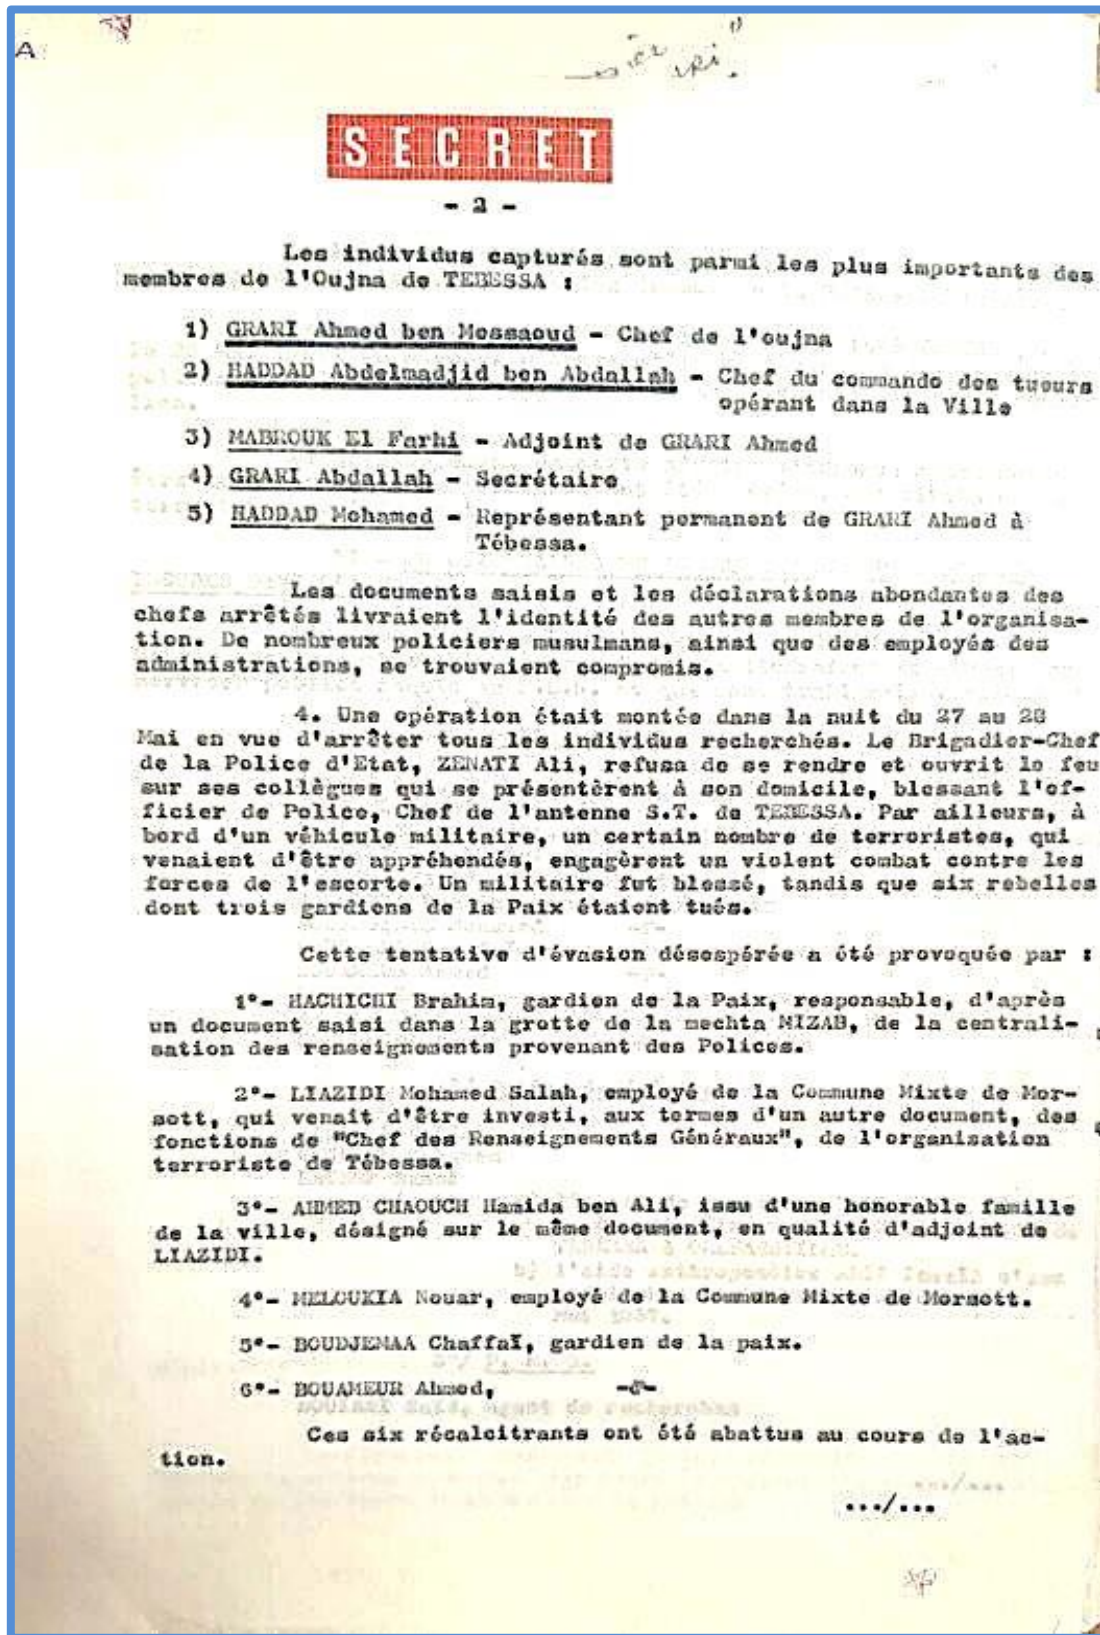 A
SECRET
- 2 -
Les individus capturés sont parmi les plus importants des
membres de l'Oujna de TEBESSA :
1) GRARI Ahmed ben Messaoud - Chef de l'oujna
2) HADDAD Abdelmadjid ben Abdallah - Chef du commando des tueurs
opérant dans la Ville
3) MABROUK El Farhi - Adjoint de GRARI Ahmed
4) GRARI Abdallah - Secrétaire
5) HADDAD Mohamed - Représentant permanent de GRARI Ahmed à
Tébessa.
Les documents saisis et les déclarations abondantes des
chefs arrêtés livraient l'identité des autres membres de l'organisa-
tion. De nombreux policiers musulmans, ainsi que des employés des
administrations, se trouvaient compromis.
4. Une opération était montée dans la nuit du 27 au 28
Mai en vue d'arrêter tous les individus recherchés. Le Brigadier-Chef
de la Police d'Etat, ZENATI Ali, refusa de se rendre et ouvrit le feu
sur ses collègues qui se présentèrent à son domicile, blessant l'of-
ficier de Police, Chef de l'antenne S.T. de TEBESSA. Par ailleurs, à
bord d'un véhicule militaire, un certain nombre de terroristes, qui
venaient d'être appréhendés, engagèrent un violent combat contre les
forces de l'escorte. Un militaire fut blessé, tandis que six rebelles
dont trois gardiens de la Paix étaient tués.
Cette tentative d'évasion désespérée a été provoquée par :
1°- HACHICHI Brahim, gardien de la Paix, responsable, d'après
un document saisi dans la grotte de la mechta MIZAB, de la centrali-
sation des renseignements provenant des Polices.
2°- LIAZIDI Mohamed Salah, employé de la Commune Mixte de Mor-
sott, qui venait d'être investi, aux termes d'un autre document, des
fonctions de "Chef des Renseignements Généraux", de l'organisation
terroriste de Tébessa.
3°- AHMED CHAOUCH Hamida ben Ali, issu d'une honorable famille
de la ville, désigné sur le même document, en qualité d'adjoint de
LIAZIDI.
4°- MELOUKIA Nouar, employé de la Commune Mixte de Morsott.
5°- BOUDJEMAA Chaffaï, gardien de la paix.
6°- BOUAMEUR Ahmed, -d°-
Ces six récalcitrants ont été abattus au cours de l'ac-
tion.
.../...